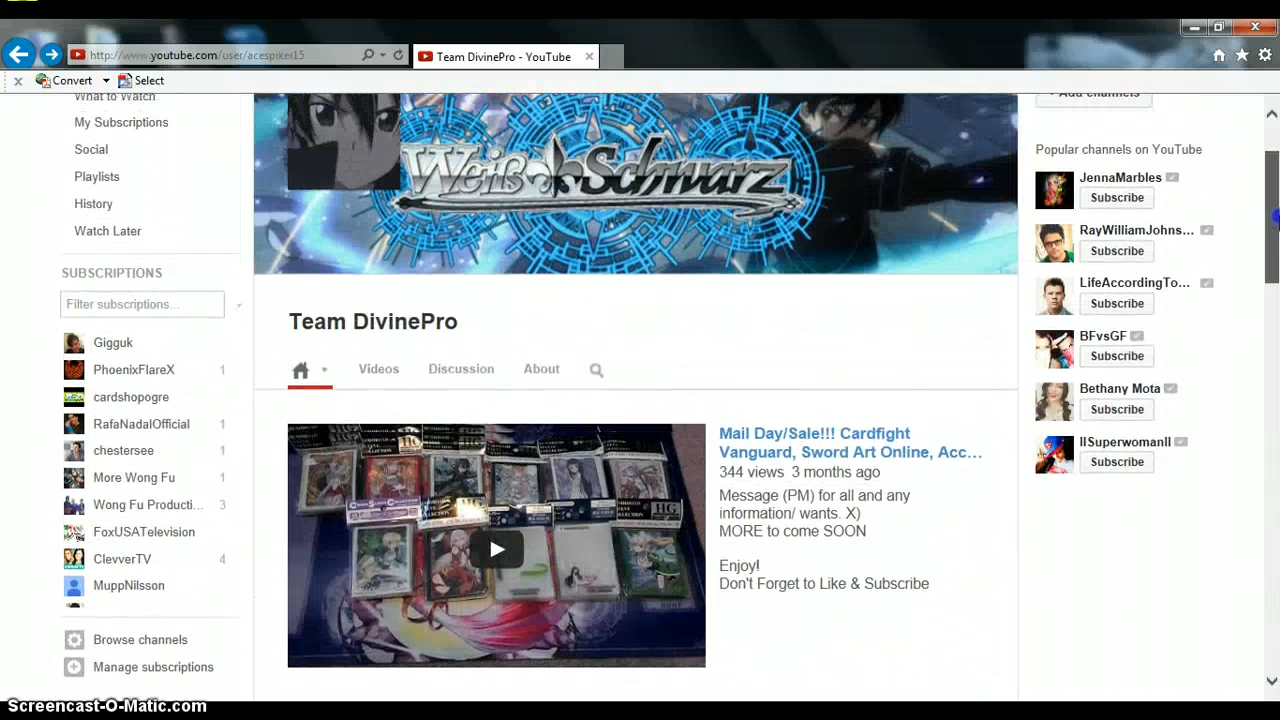 http://www.youtube.com/user/acespiker15
Team DivinePro - YouTube
Convert
Select
What to Watch
My Subscriptions
Social
Playlists
History
Watch Later
SUBSCRIPTIONS
Filter subscriptions...
Gigguk
PhoenixFlareX 1
cardshopogre
RafaNadalOfficial 1
chestersee 1
More Wong Fu 1
Wong Fu Producti... 3
FoxUSATelevision
ClevverTV 4
MuppNilsson
Browse channels
Manage subscriptions
Weiß Schwarz
Team DivinePro
Videos
Discussion
About
Mail Day/Sale!!! Cardfight
Vanguard, Sword Art Online, Acc...
344 views 3 months ago
Message (PM) for all and any
information/ wants. X)
MORE to come SOON
Enjoy!
Don't Forget to Like & Subscribe
+ Add channels
Popular channels on YouTube
JennaMarbles
Subscribe
RayWilliamJohns...
Subscribe
LifeAccordingTo...
Subscribe
BFvsGF
Subscribe
Bethany Mota
Subscribe
IISuperwomanII
Subscribe
Screencast-O-Matic.com